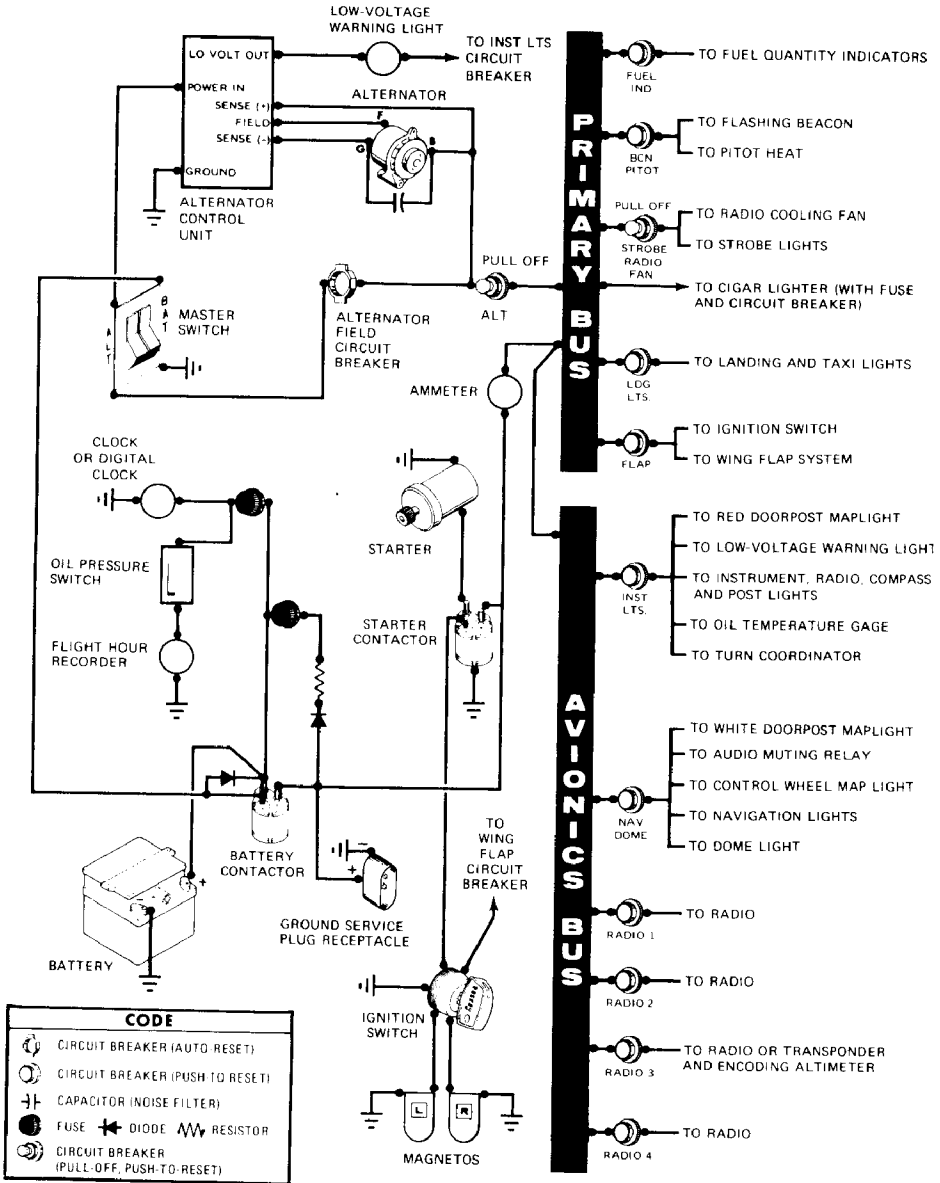 LOW-VOLTAGE
WARNING LIGHT
TO INST LTS
CIRCUIT
BREAKER
LO VOLT OUT
POWER IN
SENSE (+)
FIELD
SENSE (-)
GROUND
ALTERNATOR
CONTROL
UNIT
ALTERNATOR
F
G
B
PULL OFF
ALT
ALTERNATOR
FIELD
CIRCUIT
BREAKER
BAT
ALT
MASTER
SWITCH
AMMETER
CLOCK
OR DIGITAL
CLOCK
OIL PRESSURE
SWITCH
FLIGHT HOUR
RECORDER
STARTER
STARTER
CONTACTOR
BATTERY
CONTACTOR
+
BATTERY
-
+
GROUND SERVICE
PLUG RECEPTACLE
TO
WING
FLAP
CIRCUIT
BREAKER
IGNITION
SWITCH
L
R
MAGNETOS
PRIMARY BUS
FUEL
IND
TO FUEL QUANTITY INDICATORS
BCN
PITOT
TO FLASHING BEACON
TO PITOT HEAT
PULL OFF
STROBE
RADIO
FAN
TO RADIO COOLING FAN
TO STROBE LIGHTS
TO CIGAR LIGHTER (WITH FUSE
AND CIRCUIT BREAKER)
LDG
LTS.
TO LANDING AND TAXI LIGHTS
FLAP
TO IGNITION SWITCH
TO WING FLAP SYSTEM
AVIONICS BUS
INST
LTS.
TO RED DOORPOST MAPLIGHT
TO LOW-VOLTAGE WARNING LIGHT
TO INSTRUMENT, RADIO, COMPASS
AND POST LIGHTS
TO OIL TEMPERATURE GAGE
TO TURN COORDINATOR
NAV
DOME
TO WHITE DOORPOST MAPLIGHT
TO AUDIO MUTING RELAY
TO CONTROL WHEEL MAP LIGHT
TO NAVIGATION LIGHTS
TO DOME LIGHT
RADIO 1
TO RADIO
RADIO 2
TO RADIO
RADIO 3
TO RADIO OR TRANSPONDER
AND ENCODING ALTIMETER
RADIO 4
TO RADIO
CODE
CIRCUIT BREAKER (AUTO-RESET)
CIRCUIT BREAKER (PUSH-TO RESET)
CAPACITOR (NOISE FILTER)
FUSE DIODE RESISTOR
CIRCUIT BREAKER
(PULL-OFF, PUSH-TO-RESET)